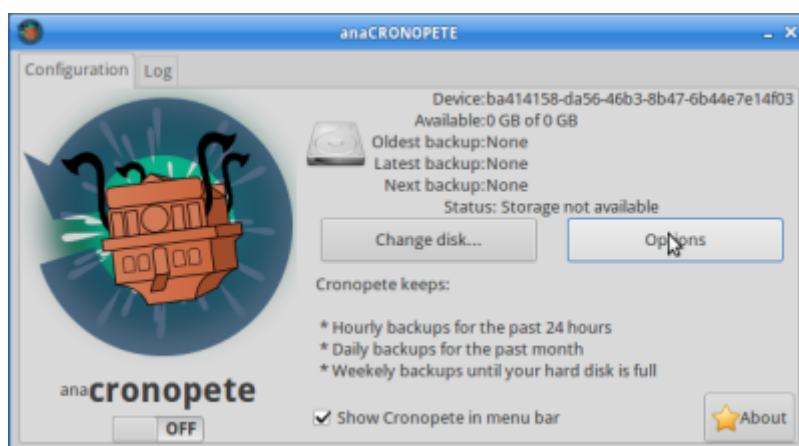 anaCRONOPETE
Configuration
Log
Device:ba414158-da56-46b3-8b47-6b44e7e14f03
Available:0 GB of 0 GB
Oldest backup:None
Latest backup:None
Next backup:None
Status: Storage not available
Change disk...
Options
Cronopete keeps:
* Hourly backups for the past 24 hours
* Daily backups for the past month
* Weekely backups until your hard disk is full
anacronopete
OFF
Show Cronopete in menu bar
About